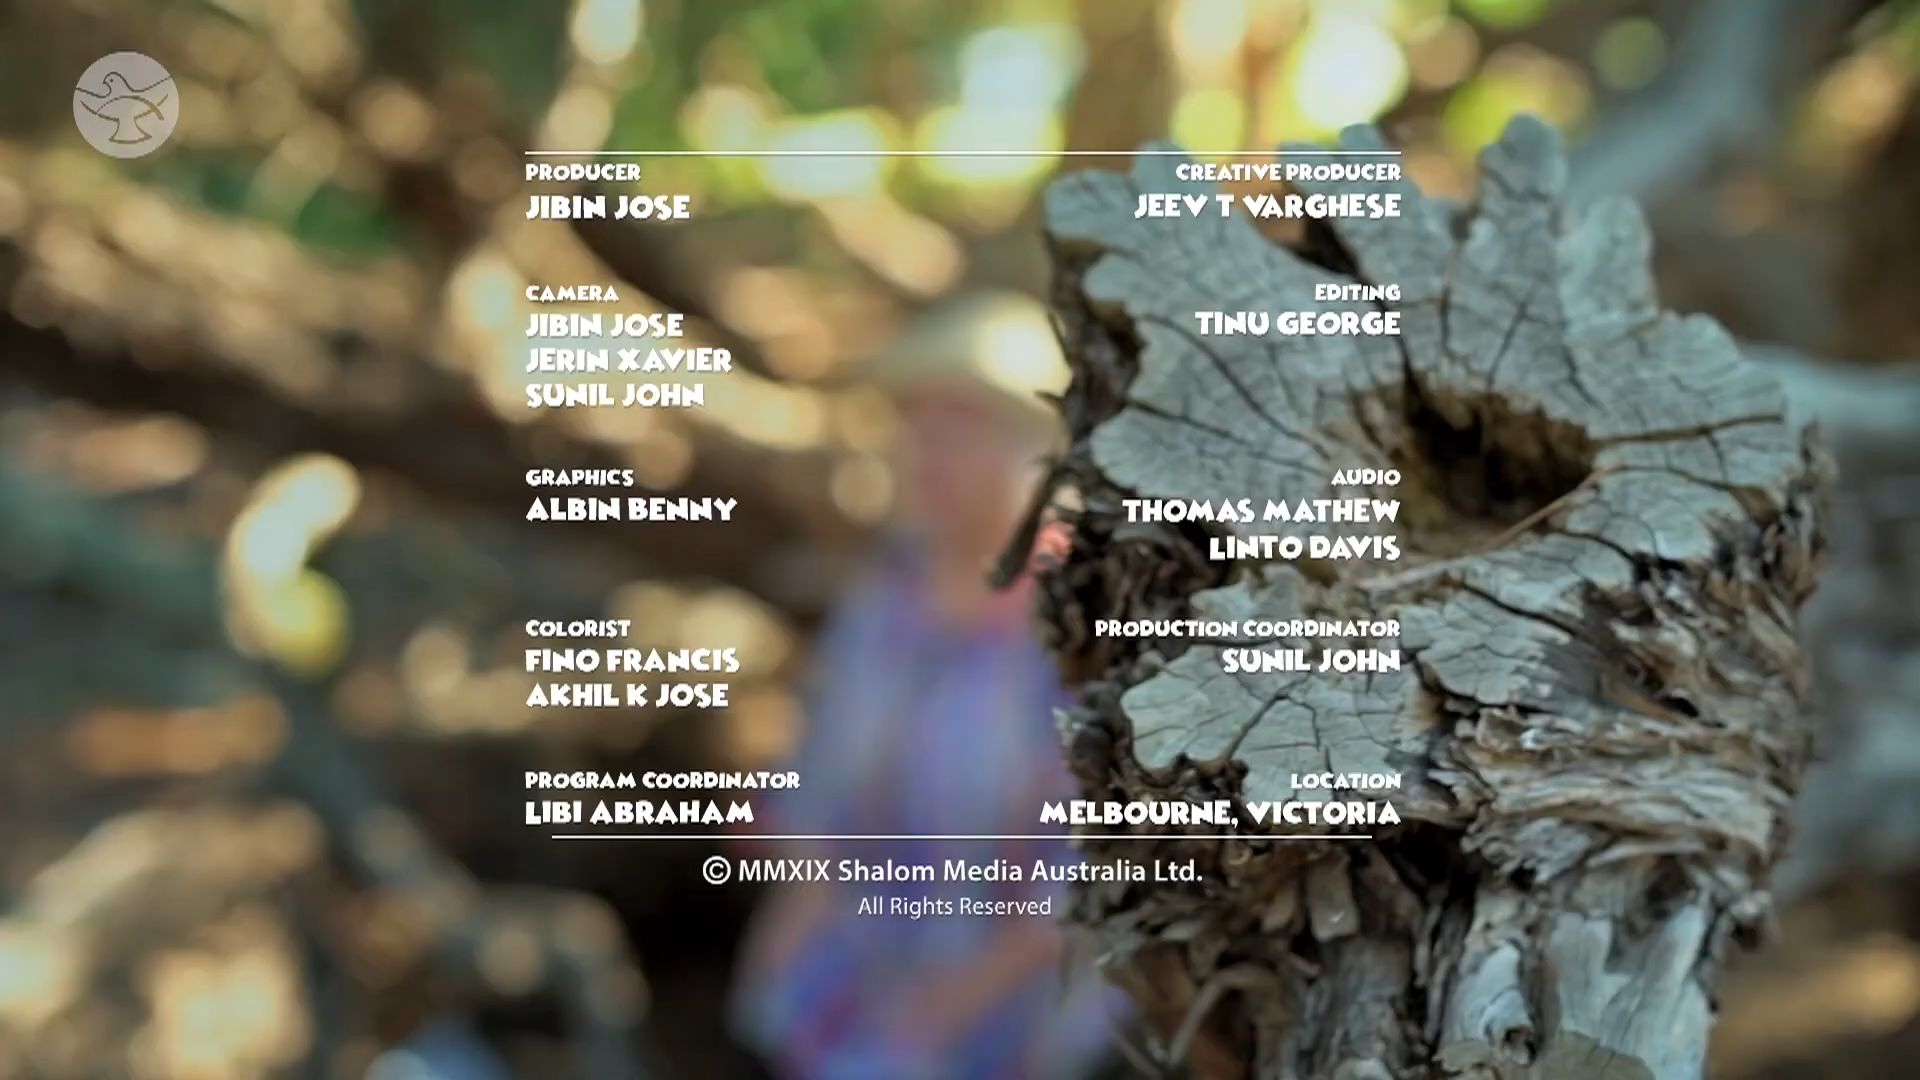 PRODUCER
JIBIN JOSE
CREATIVE PRODUCER
JEEV T VARGHESE
CAMERA
JIBIN JOSE
JERIN XAVIER
SUNIL JOHN
EDITING
TINU GEORGE
GRAPHICS
ALBIN BENNY
AUDIO
THOMAS MATHEW
LINTO DAVIS
COLORIST
FINO FRANCIS
AKHIL K JOSE
PRODUCTION COORDINATOR
SUNIL JOHN
PROGRAM COORDINATOR
LIBI ABRAHAM
LOCATION
MELBOURNE, VICTORIA
© MMXIX Shalom Media Australia Ltd.
All Rights Reserved